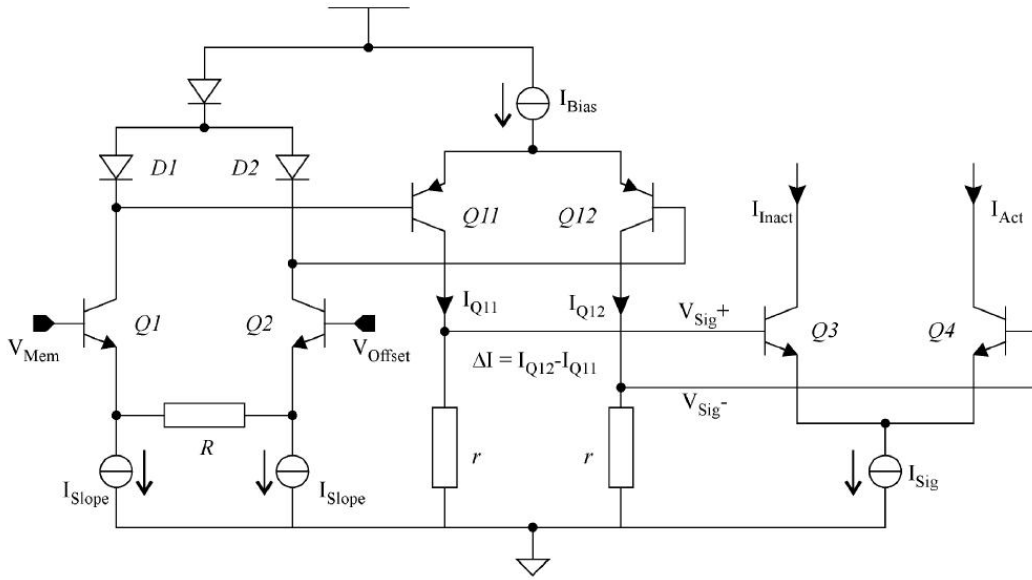 I_Bias
D1 D2
Q11 Q12
I_Inact I_Act
I_Q11 I_Q12
Q1 Q2 V_Sig+ Q3 Q4
V_Mem V_Offset
ΔI = I_Q12-I_Q11
V_Sig-
R r r
I_Slope I_Slope I_Sig